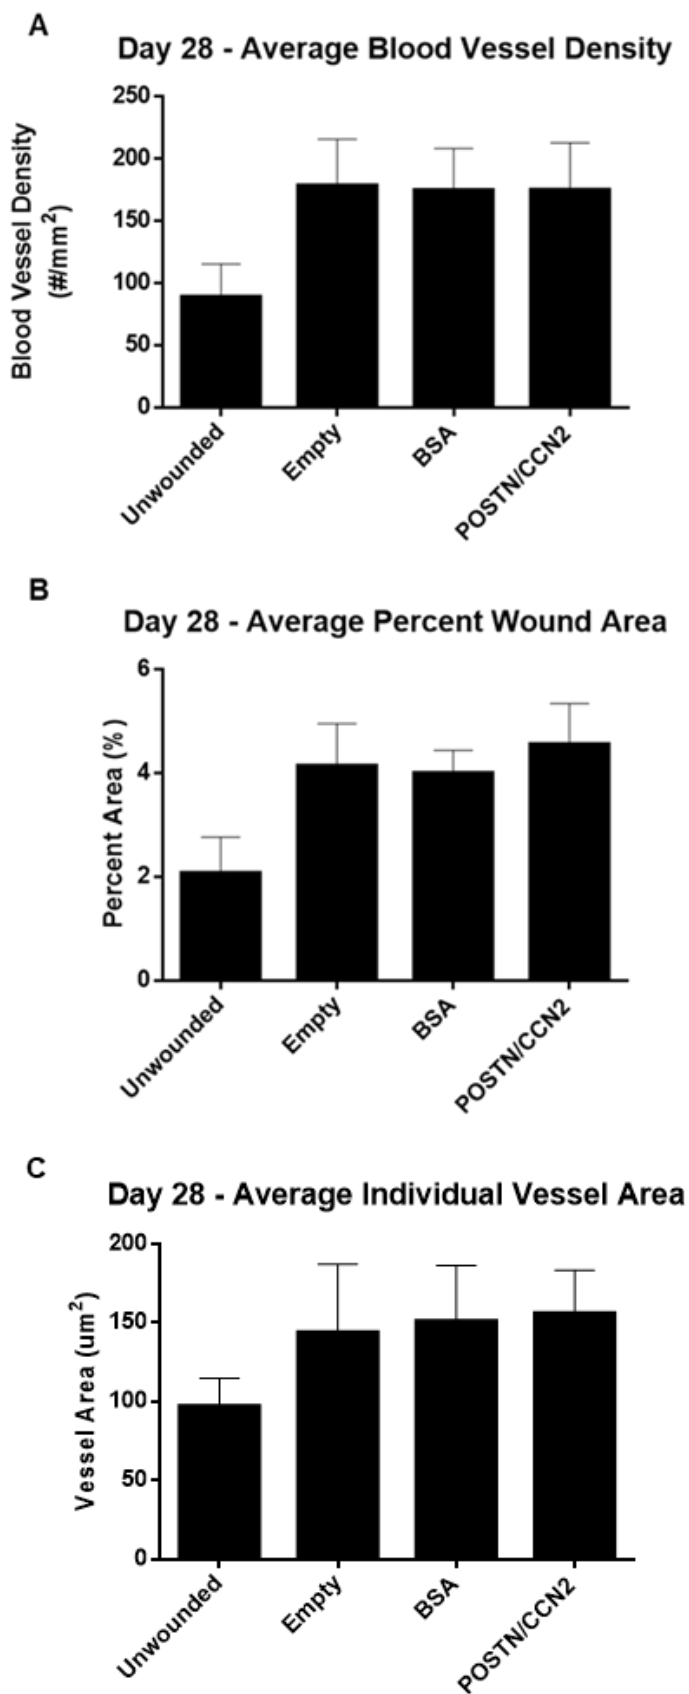 A
Day 28 - Average Blood Vessel Density
Blood Vessel Density
(#/mm²)
250
200
150
100
50
0
Unwounded
Empty
BSA
POSTN/CCN2
B
Day 28 - Average Percent Wound Area
Percent Area (%)
6
4
2
0
Unwounded
Empty
BSA
POSTN/CCN2
C
Day 28 - Average Individual Vessel Area
Vessel Area (um²)
200
150
100
50
0
Unwounded
Empty
BSA
POSTN/CCN2